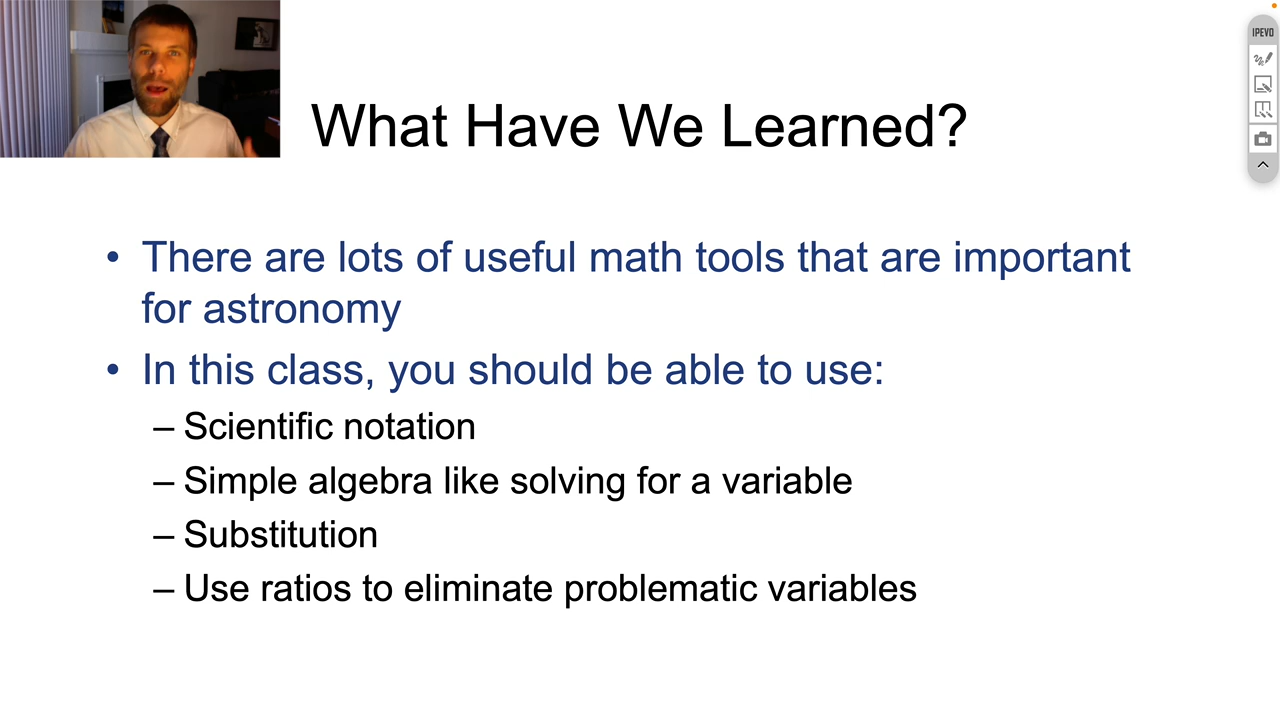 IPEVO
What Have We Learned?
• There are lots of useful math tools that are important
for astronomy
• In this class, you should be able to use:
– Scientific notation
– Simple algebra like solving for a variable
– Substitution
– Use ratios to eliminate problematic variables